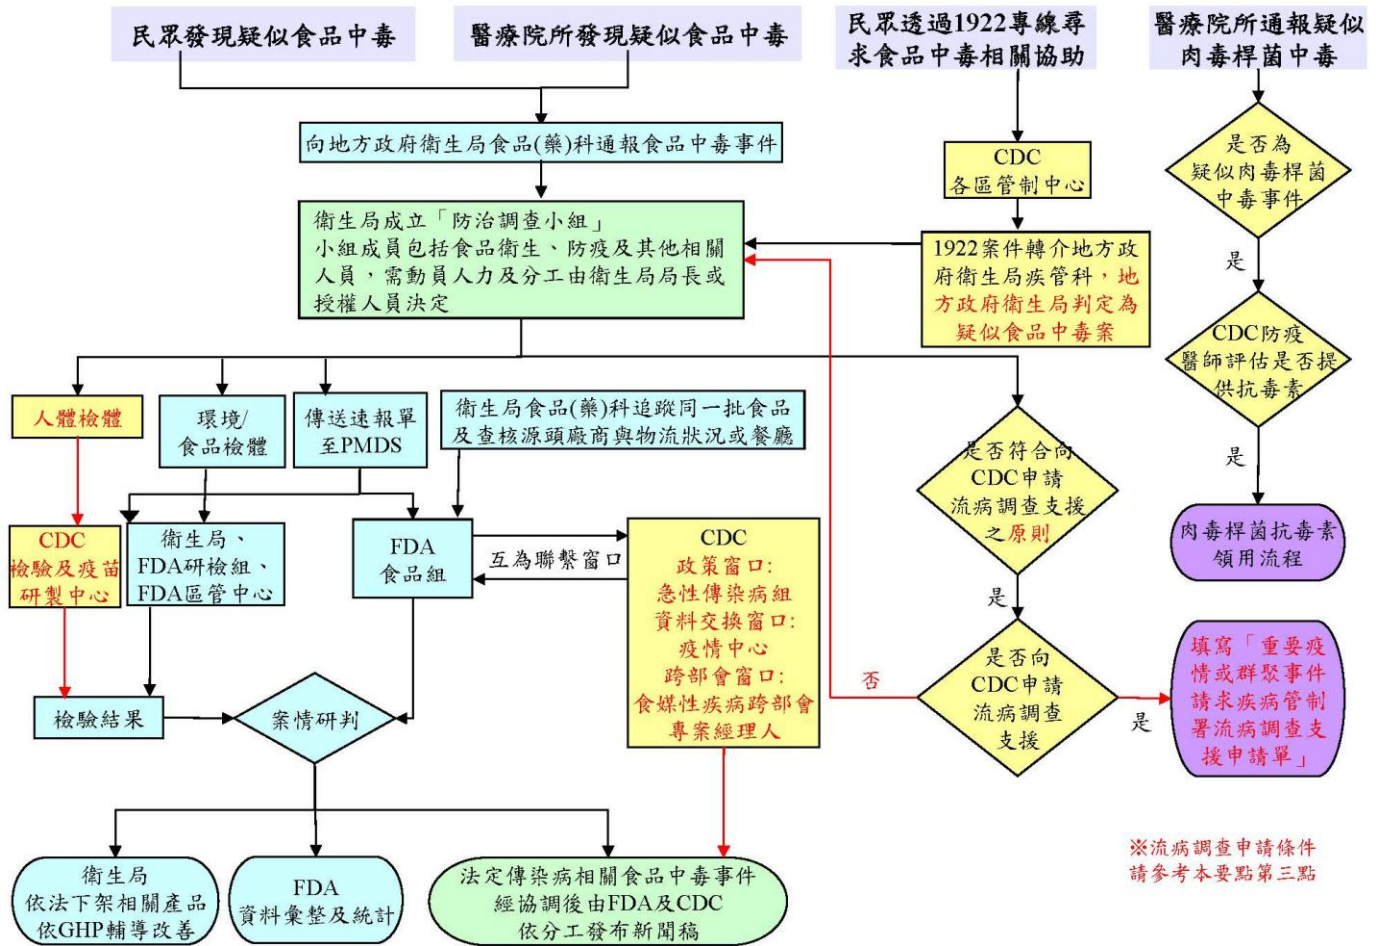 民眾發現疑似食品中毒
醫療院所發現疑似食品中毒
民眾透過1922專線尋
求食品中毒相關協助
醫療院所通報疑似
肉毒桿菌中毒
向地方政府衛生局食品(藥)科通報食品中毒事件
CDC
各區管制中心
是否為
疑似肉毒桿菌
中毒事件
衛生局成立「防治調查小組」
小組成員包括食品衛生、防疫及其他相關
人員，需動員人力及分工由衛生局局長或
授權人員決定
1922案件轉介地方政
府衛生局疾管科，地
方政府衛生局判定為
疑似食品中毒案
是
CDC防疫
醫師評估是否提
供抗毒素
人體檢體
環境/
食品檢體
傳送速報單
至PMDS
衛生局食品(藥)科追蹤同一批食品
及查核源頭廠商與物流狀況或餐廳
是否符合向
CDC申請
流病調查支援
之原則
是
CDC
檢驗及疫苗
研製中心
衛生局、
FDA研檢組、
FDA區管中心
FDA
食品組
互為聯繫窗口
CDC
政策窗口:
急性傳染病組
資料交換窗口:
疫情中心
跨部會窗口:
食媒性疾病跨部會
專案經理人
肉毒桿菌抗毒素
領用流程
是
是否向
CDC申請
流病調查
支援
否
是
填寫「重要疫
情或群聚事件
請求疾病管制
署流病調查支
援申請單」
檢驗結果
案情研判
衛生局
依法下架相關產品
依GHP輔導改善
FDA
資料彙整及統計
法定傳染病相關食品中毒事件
經協調後由FDA及CDC
依分工發布新聞稿
※流病調查申請條件
請參考本要點第三點